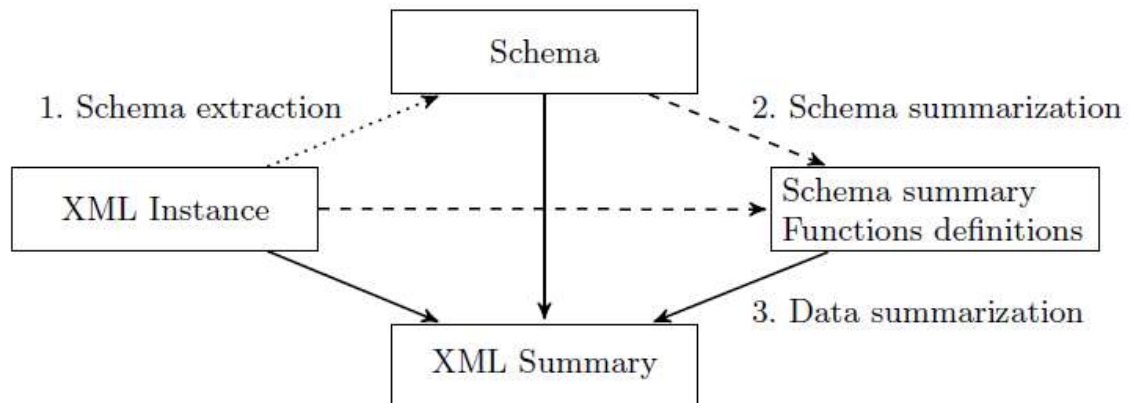 Schema
1. Schema extraction
2. Schema summarization
XML Instance
Schema summary
Functions definitions
3. Data summarization
XML Summary